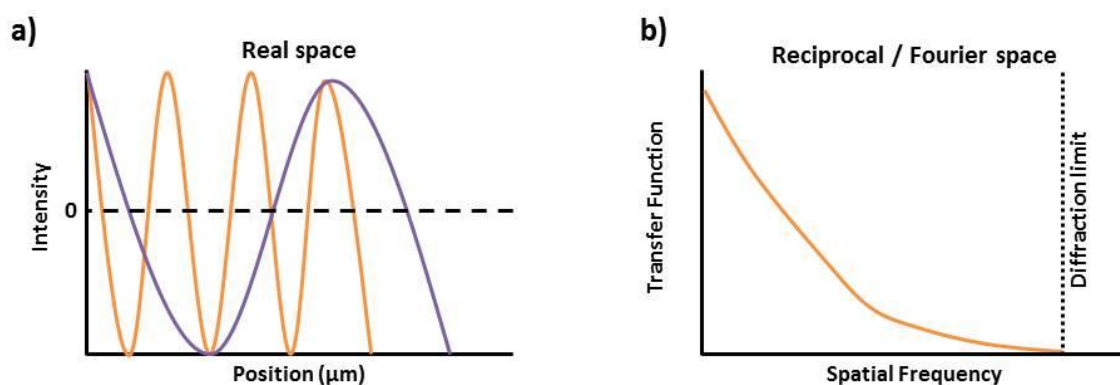 a)
Real space
Intensity
0
Position (µm)
b)
Reciprocal / Fourier space
Transfer Function
Diffraction limit
Spatial Frequency